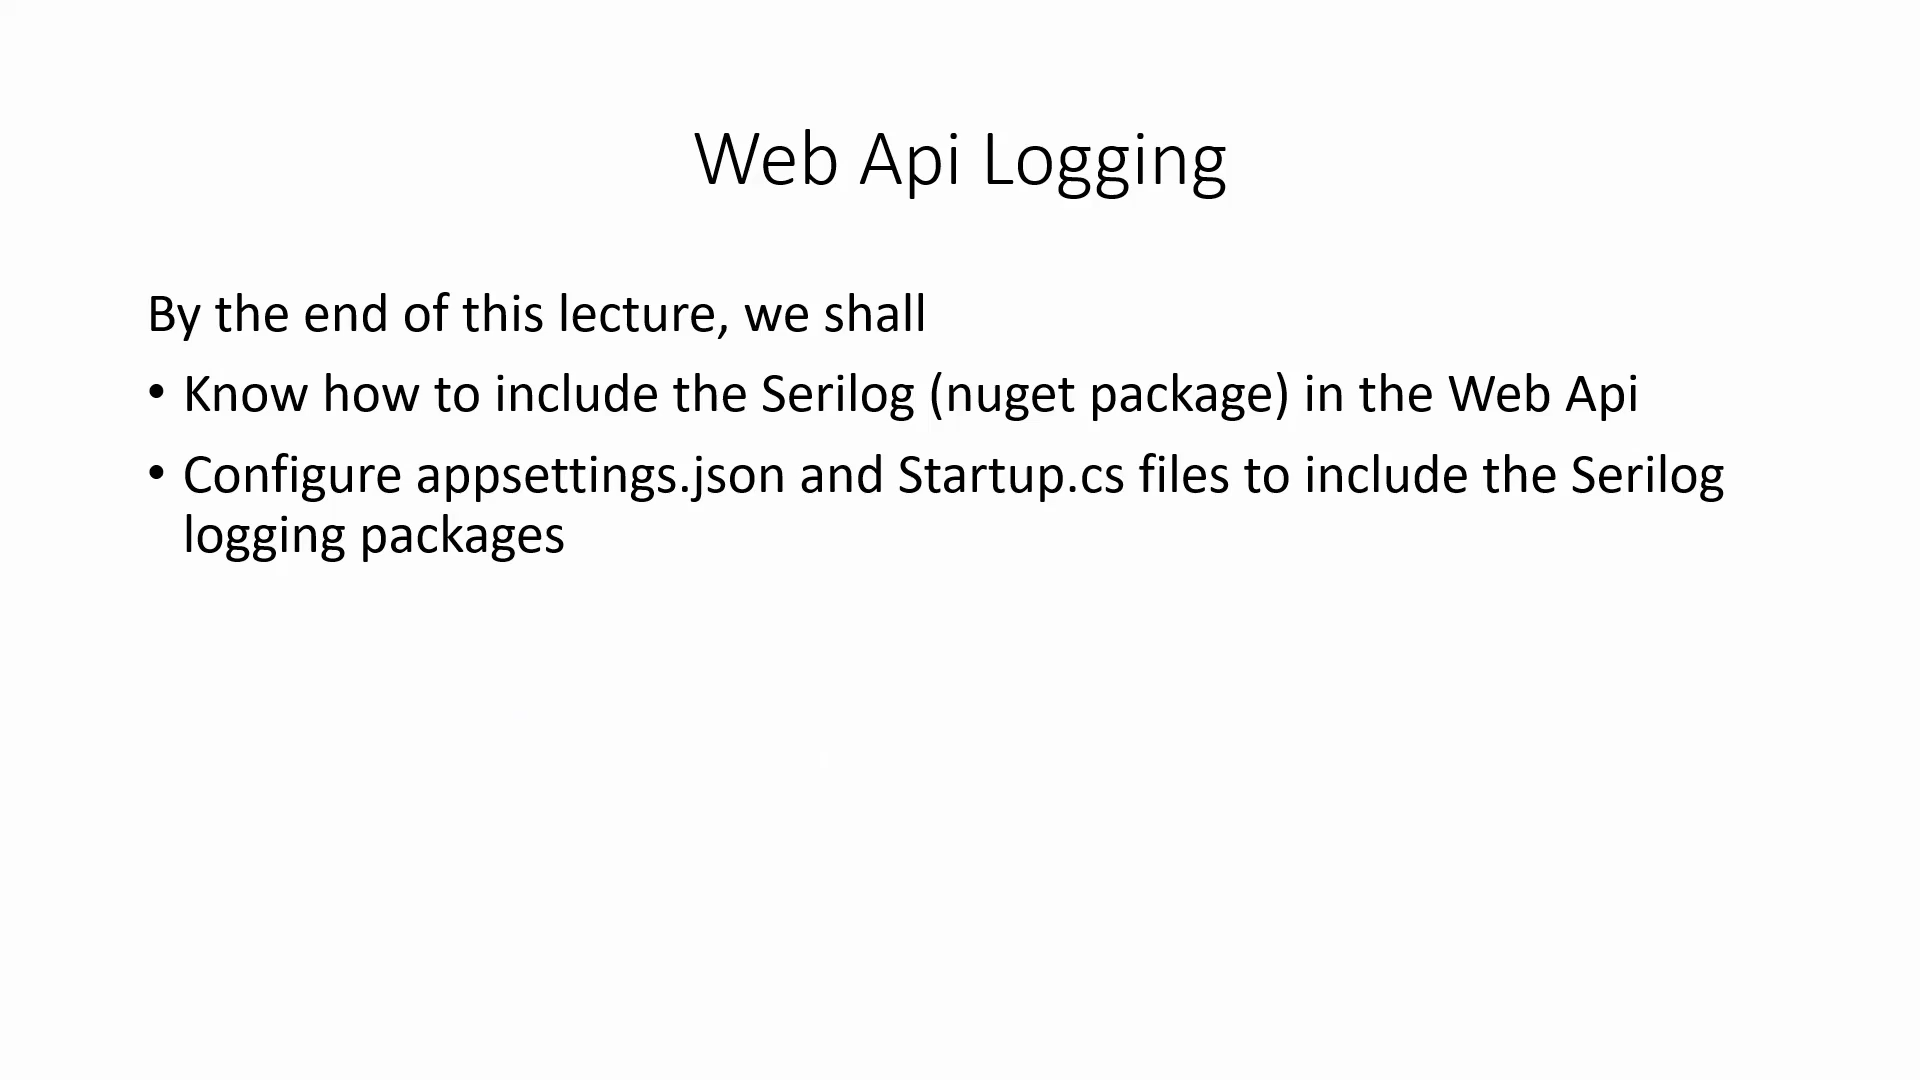 Web Api Logging
By the end of this lecture, we shall
• Know how to include the Serilog (nuget package) in the Web Api
• Configure appsettings.json and Startup.cs files to include the Serilog
logging packages